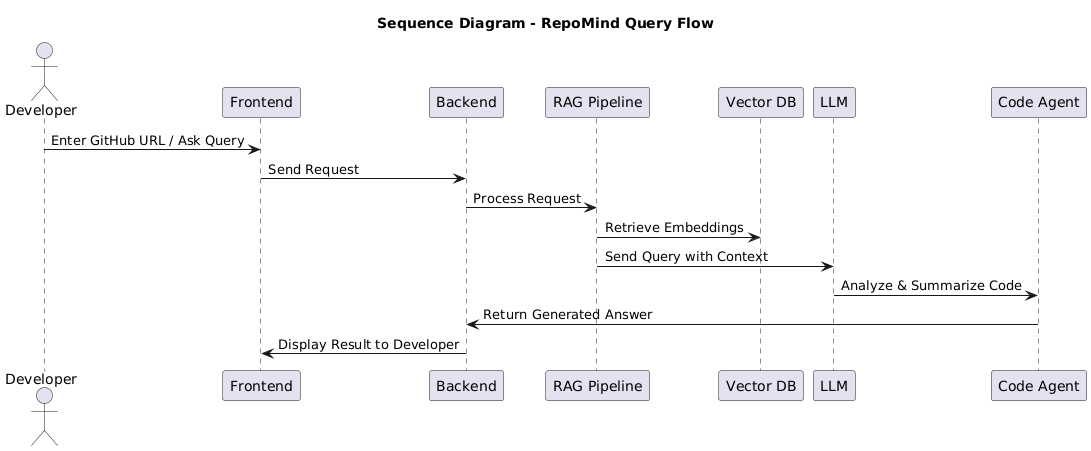 Sequence Diagram - RepoMind Query Flow
Developer
Frontend
Backend
RAG Pipeline
Vector DB
LLM
Code Agent
Enter GitHub URL / Ask Query
Send Request
Process Request
Retrieve Embeddings
Send Query with Context
Analyze & Summarize Code
Return Generated Answer
Display Result to Developer
Developer
Frontend
Backend
RAG Pipeline
Vector DB
LLM
Code Agent